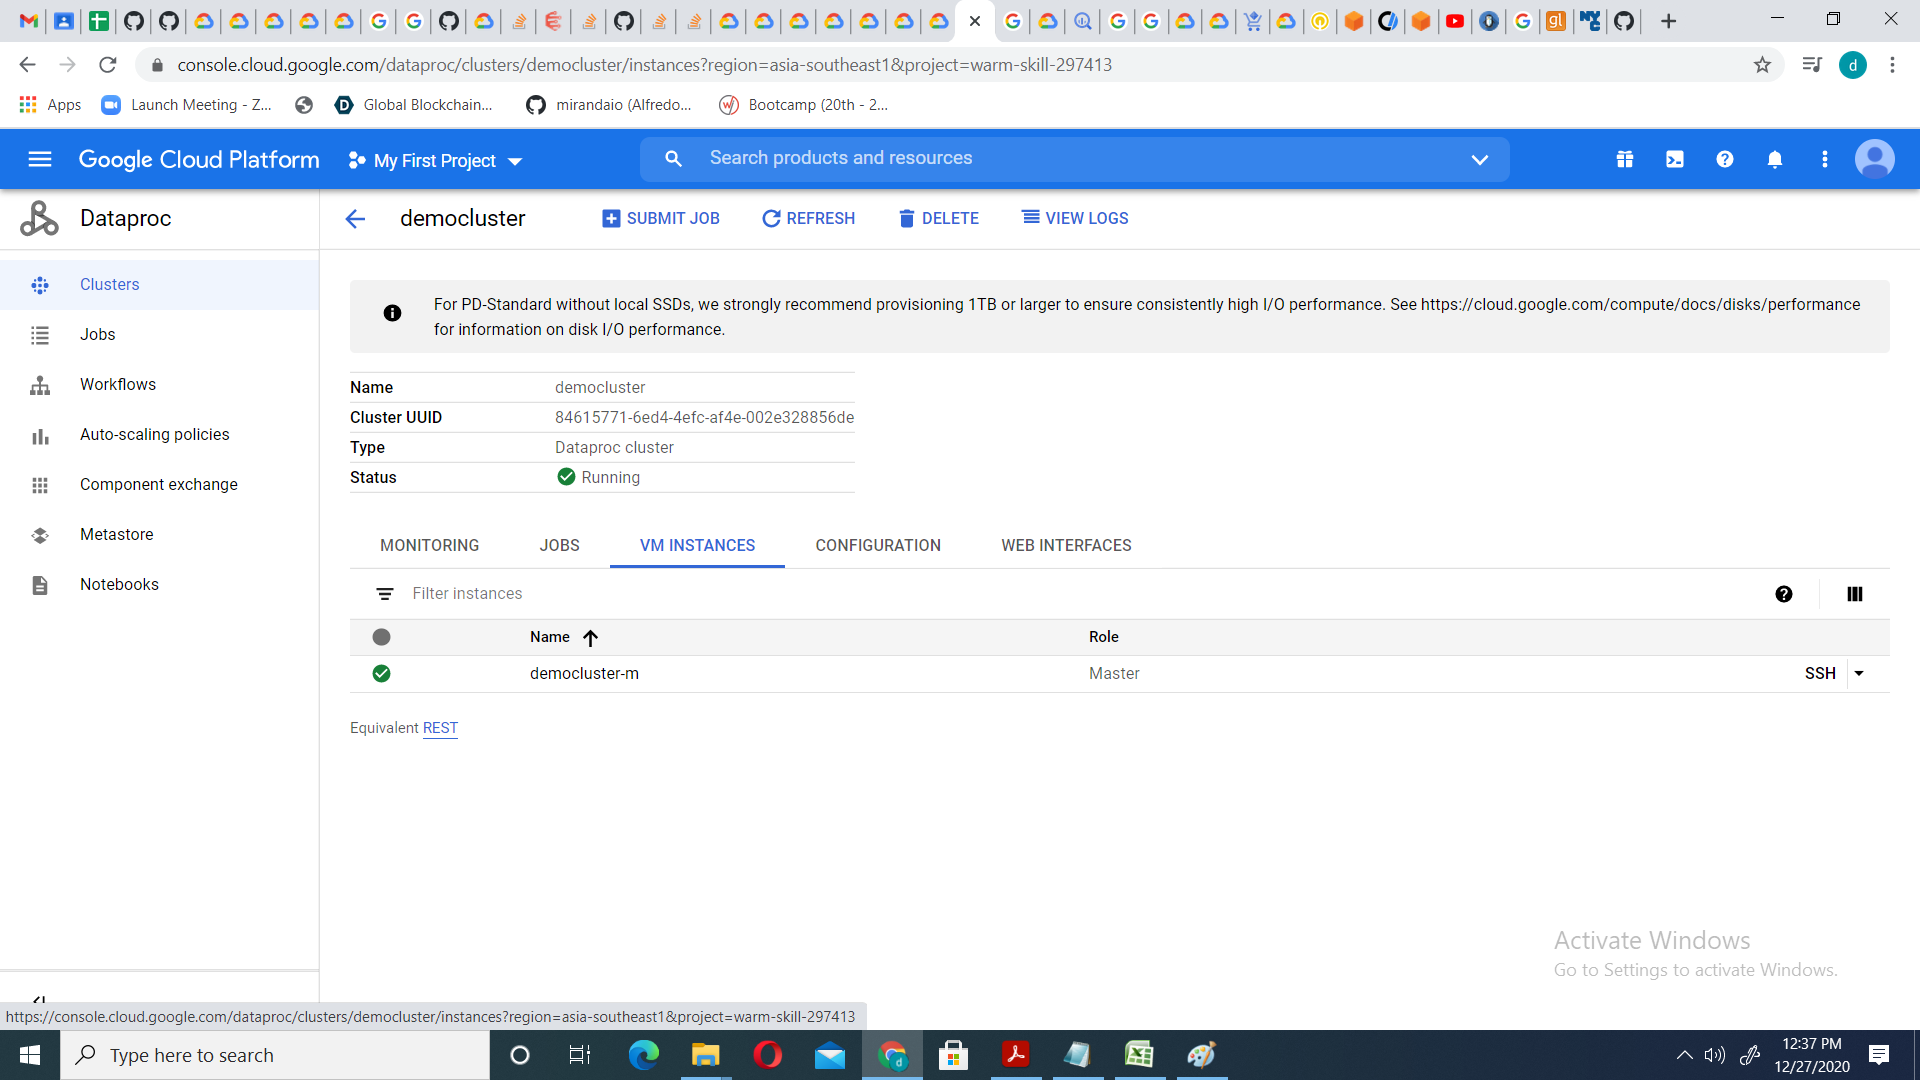 console.cloud.google.com/dataproc/clusters/democluster/instances?region=asia-southeast1&project=warm-skill-297413
d
Apps
Launch Meeting - Z...
Global Blockchain...
mirandaio (Alfredo...
Bootcamp (20th - 2...
Google Cloud Platform
My First Project
Search products and resources
Dataproc
democluster
SUBMIT JOB
REFRESH
DELETE
VIEW LOGS
Clusters
Jobs
Workflows
Auto-scaling policies
Component exchange
Metastore
Notebooks
For PD-Standard without local SSDs, we strongly recommend provisioning 1TB or larger to ensure consistently high I/O performance. See https://cloud.google.com/compute/docs/disks/performance
for information on disk I/O performance.
Name democluster
Cluster UUID 84615771-6ed4-4efc-af4e-002e328856de
Type Dataproc cluster
Status Running
MONITORING JOBS VM INSTANCES CONFIGURATION WEB INTERFACES
Filter instances
Name Role
democluster-m Master SSH
Equivalent REST
Activate Windows
Go to Settings to activate Windows.
https://console.cloud.google.com/dataproc/clusters/democluster/instances?region=asia-southeast1&project=warm-skill-297413
Type here to search
12:37 PM
12/27/2020